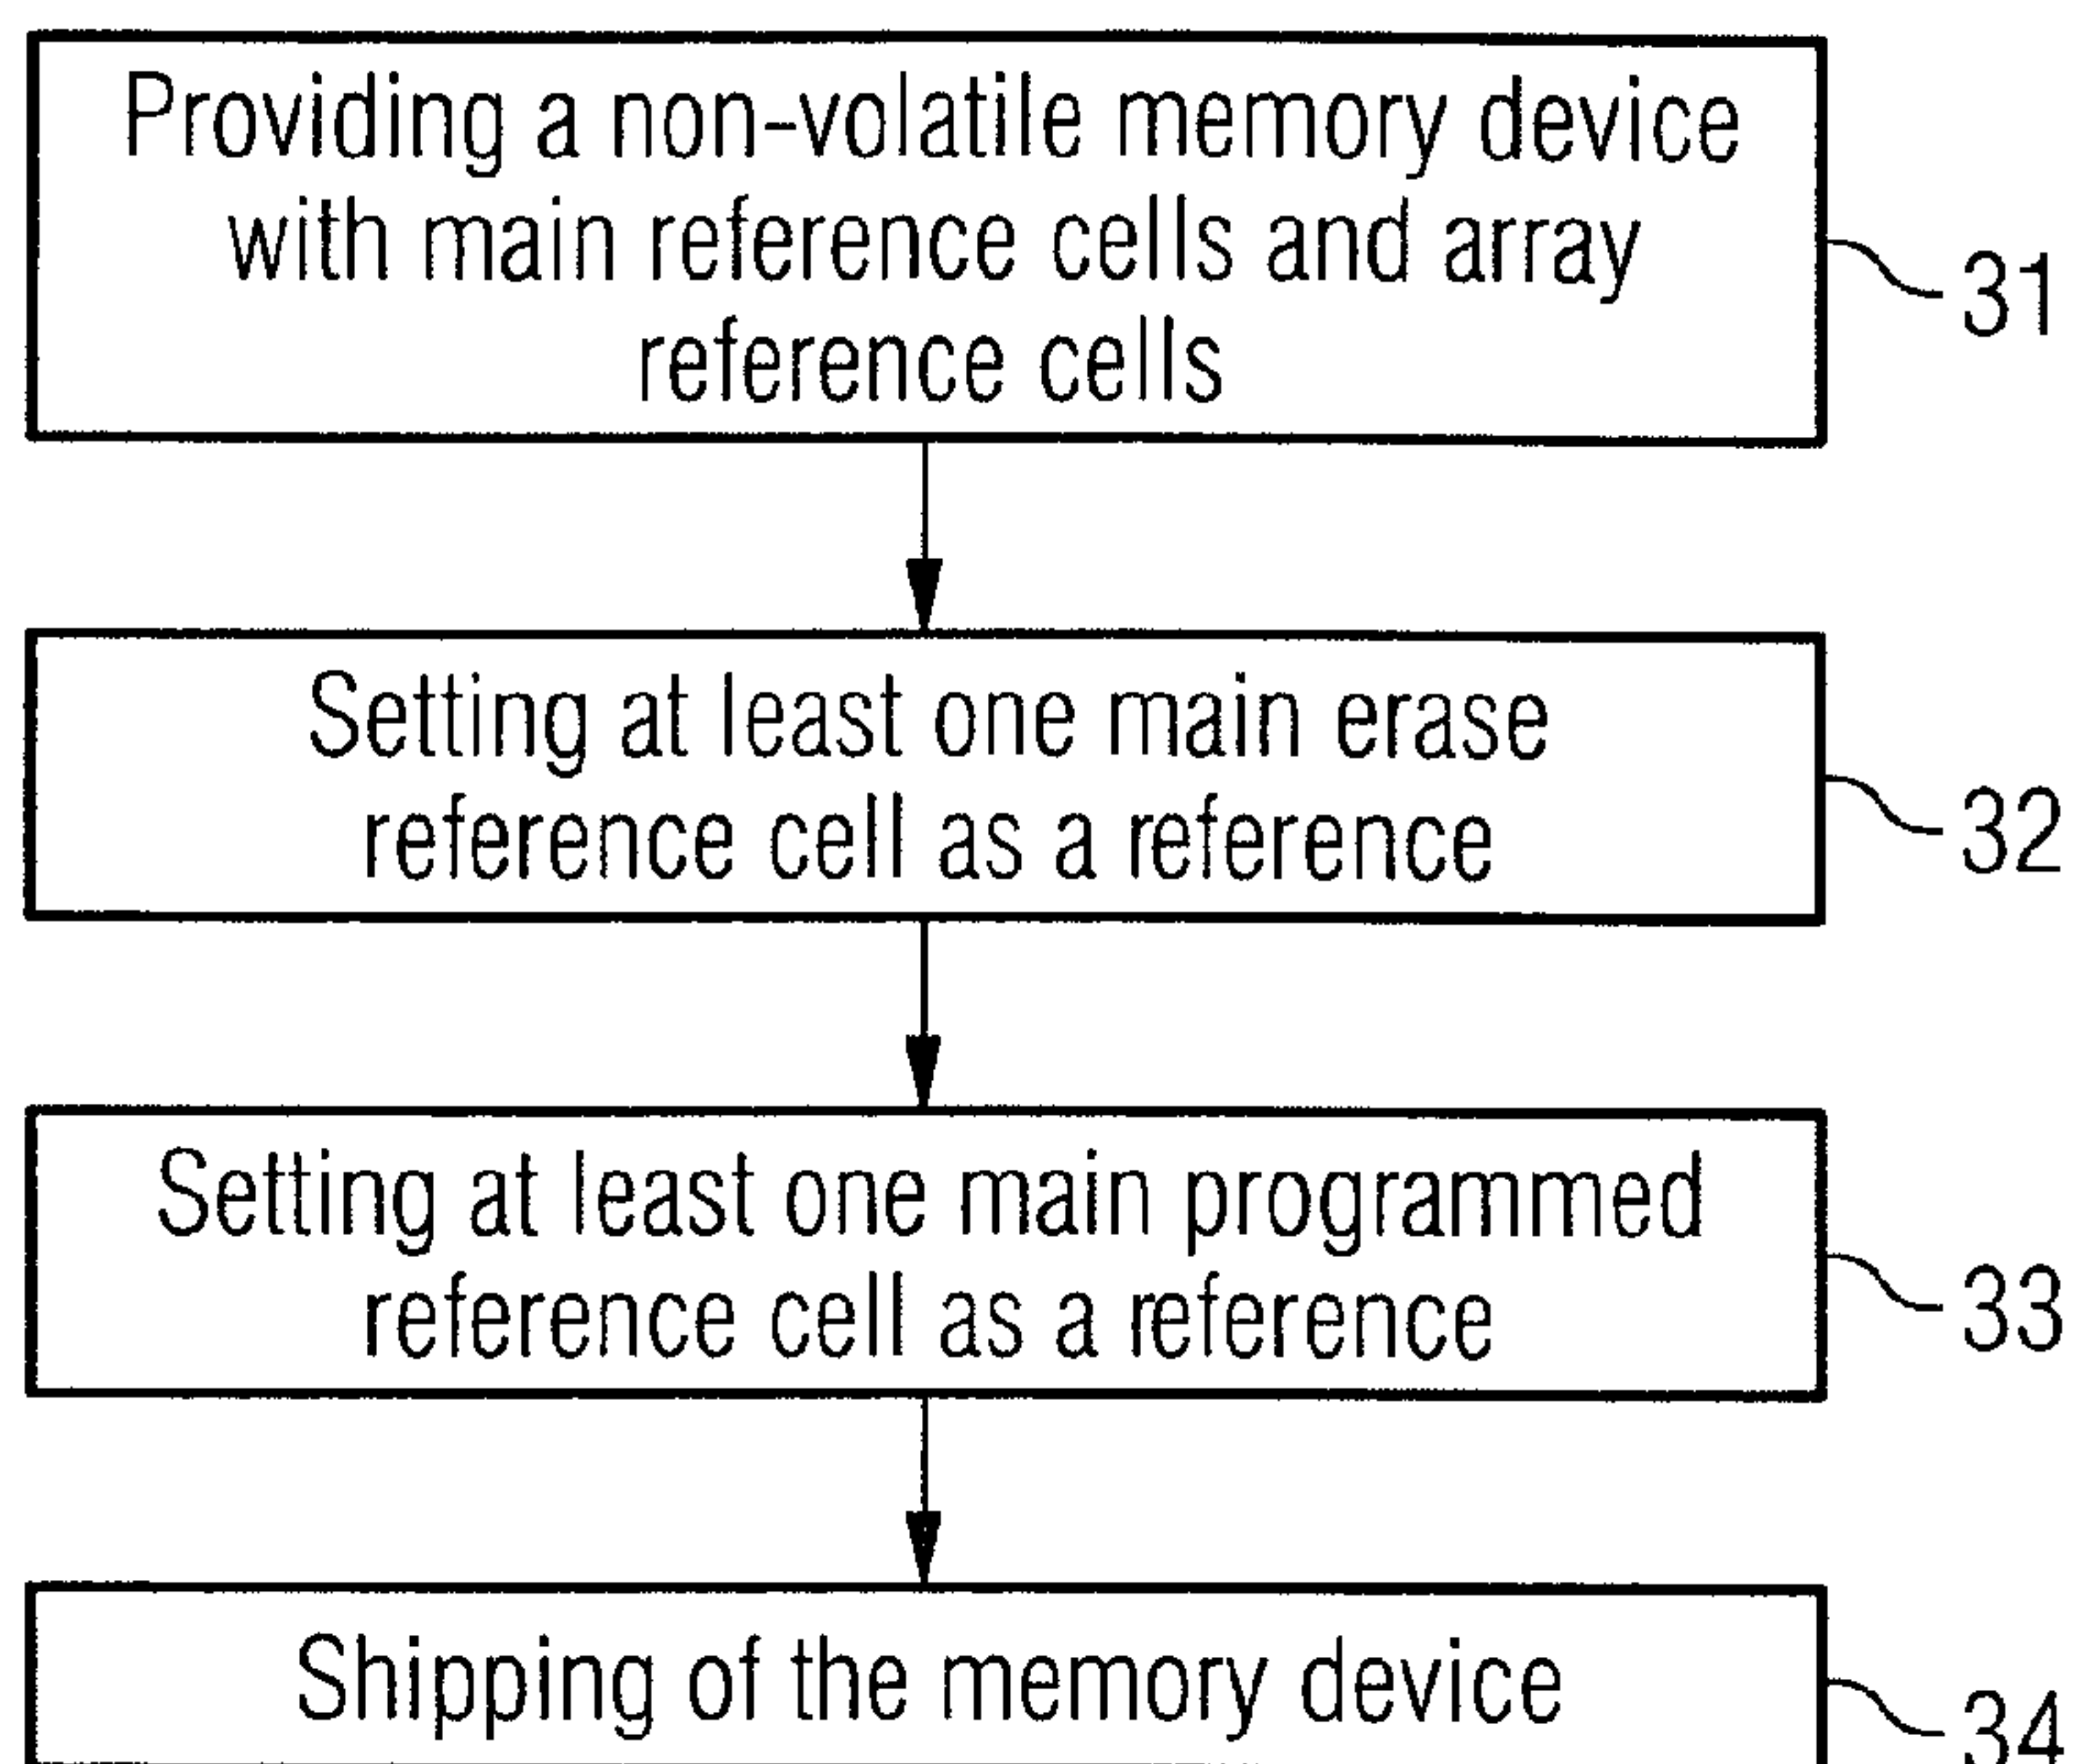 Providing a non-volatile memory device
with main reference cells and array
reference cells
31
Setting at least one main erase
reference cell as a reference
32
Setting at least one main programmed
reference cell as a reference
33
Shipping of the memory device
34